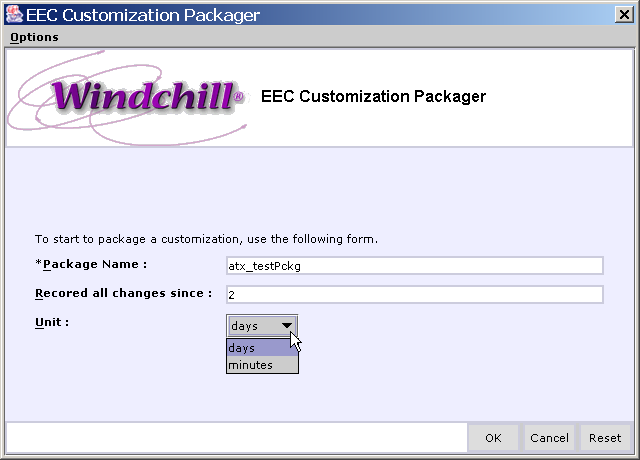 EEC Customization Packager
Options
Windchill®
EEC Customization Packager
To start to package a customization, use the following form.
*Package Name :
atx_testPckg
Recored all changes since :
2
Unit :
days
days
minutes
OK
Cancel
Reset